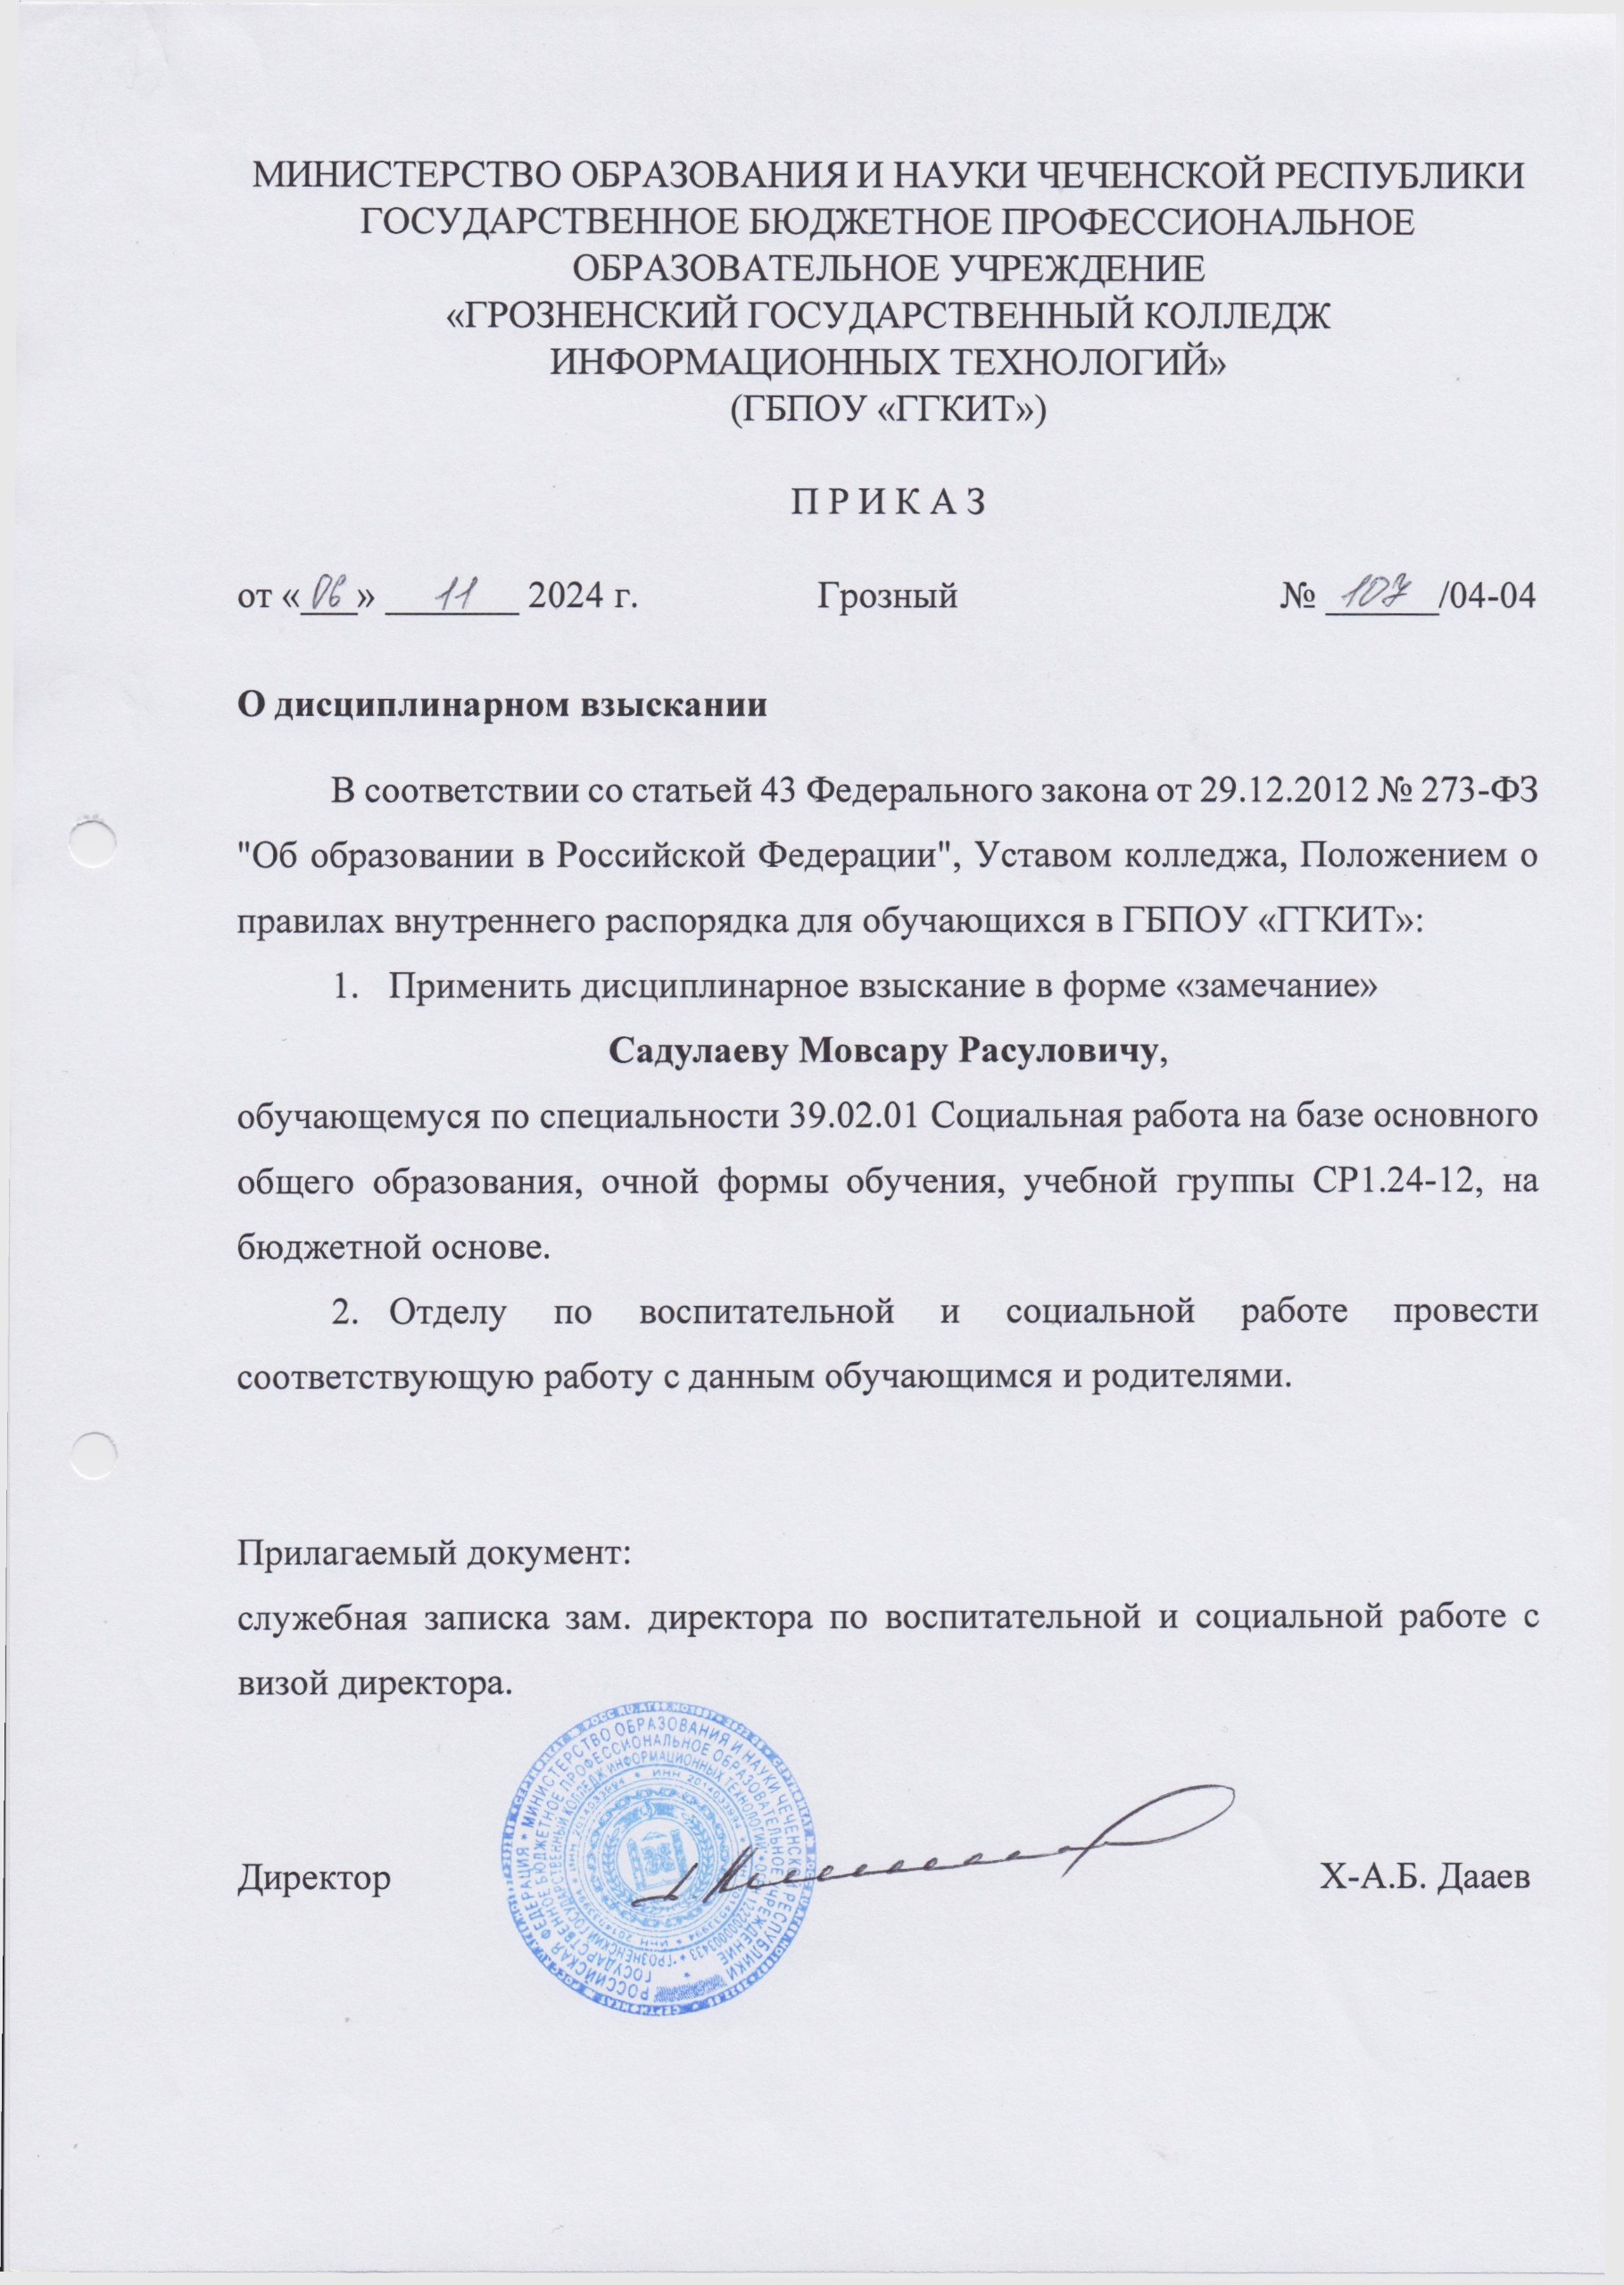 МИНИСТЕРСТВО ОБРАЗОВАНИЯ И НАУКИ ЧЕЧЕНСКОЙ РЕСПУБЛИКИ
ГОСУДАРСТВЕННОЕ БЮДЖЕТНОЕ ПРОФЕССИОНАЛЬНОЕ
ОБРАЗОВАТЕЛЬНОЕ УЧРЕЖДЕНИЕ
«ГРОЗНЕНСКИЙ ГОСУДАРСТВЕННЫЙ КОЛЛЕДЖ
ИНФОРМАЦИОННЫХ ТЕХНОЛОГИЙ»
(ГБПОУ «ГГКИТ»)
П Р И К А З
от «06» 11 2024 г. Грозный № 107/04-04
О дисциплинарном взыскании
В соответствии со статьей 43 Федерального закона от 29.12.2012 № 273-ФЗ
"Об образовании в Российской Федерации", Уставом колледжа, Положением о
правилах внутреннего распорядка для обучающихся в ГБПОУ «ГГКИТ»:
1. Применить дисциплинарное взыскание в форме «замечание»
Садулаеву Мовсару Расуловичу,
обучающемуся по специальности 39.02.01 Социальная работа на базе основного
общего образования, очной формы обучения, учебной группы СР1.24-12, на
бюджетной основе.
2. Отделу по воспитательной и социальной работе провести
соответствующую работу с данным обучающимся и родителями.
Прилагаемый документ:
служебная записка зам. директора по воспитательной и социальной работе с
визой директора.
Директор Х-А.Б. Дааев
РОССИЙСКАЯ ФЕДЕРАЦИЯ * МИНИСТЕРСТВО ОБРАЗОВАНИЯ И НАУКИ ЧЕЧЕНСКОЙ РЕСПУБЛИКИ
ГОСУДАРСТВЕННОЕ БЮДЖЕТНОЕ ПРОФЕССИОНАЛЬНОЕ ОБРАЗОВАТЕЛЬНОЕ УЧРЕЖДЕНИЕ
"ГРОЗНЕНСКИЙ ГОСУДАРСТВЕННЫЙ КОЛЛЕДЖ ИНФОРМАЦИОННЫХ ТЕХНОЛОГИЙ"